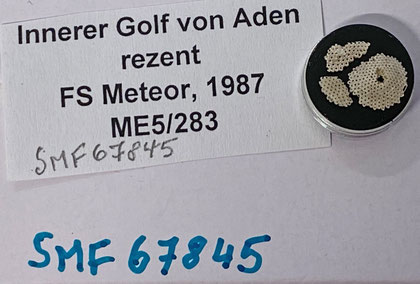 Innerer Golf von Aden
rezent
FS Meteor, 1987
ME5/283
SMF67845
SMF 67845